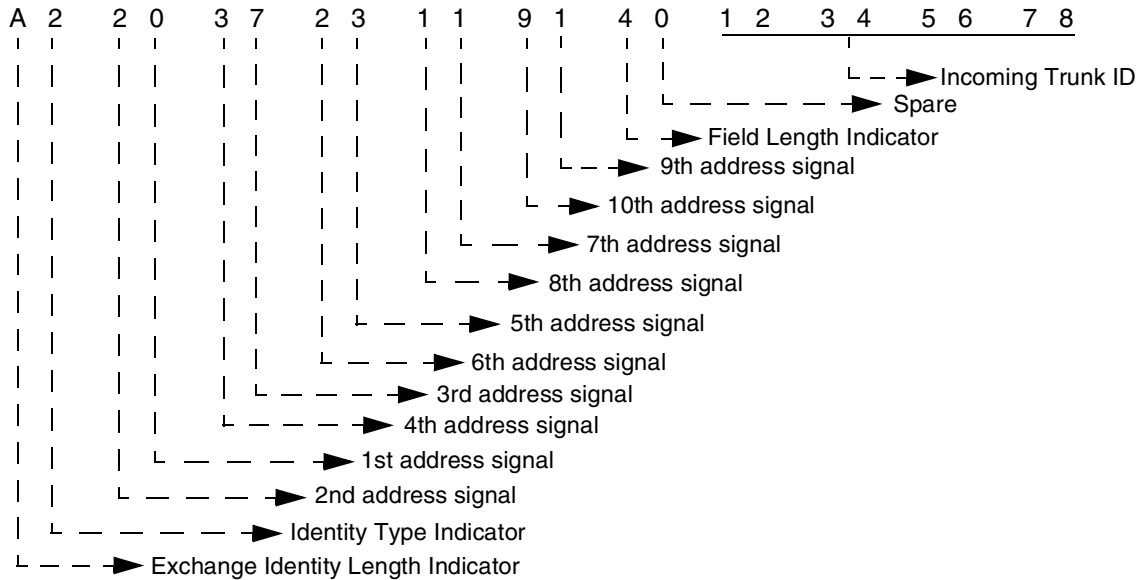 A 2 2 0 3 7 2 3 1 1 9 1 4 0 1 2 3 4 5 6 7 8
Incoming Trunk ID
Spare
Field Length Indicator
9th address signal
10th address signal
7th address signal
8th address signal
5th address signal
6th address signal
3rd address signal
4th address signal
1st address signal
2nd address signal
Identity Type Indicator
Exchange Identity Length Indicator